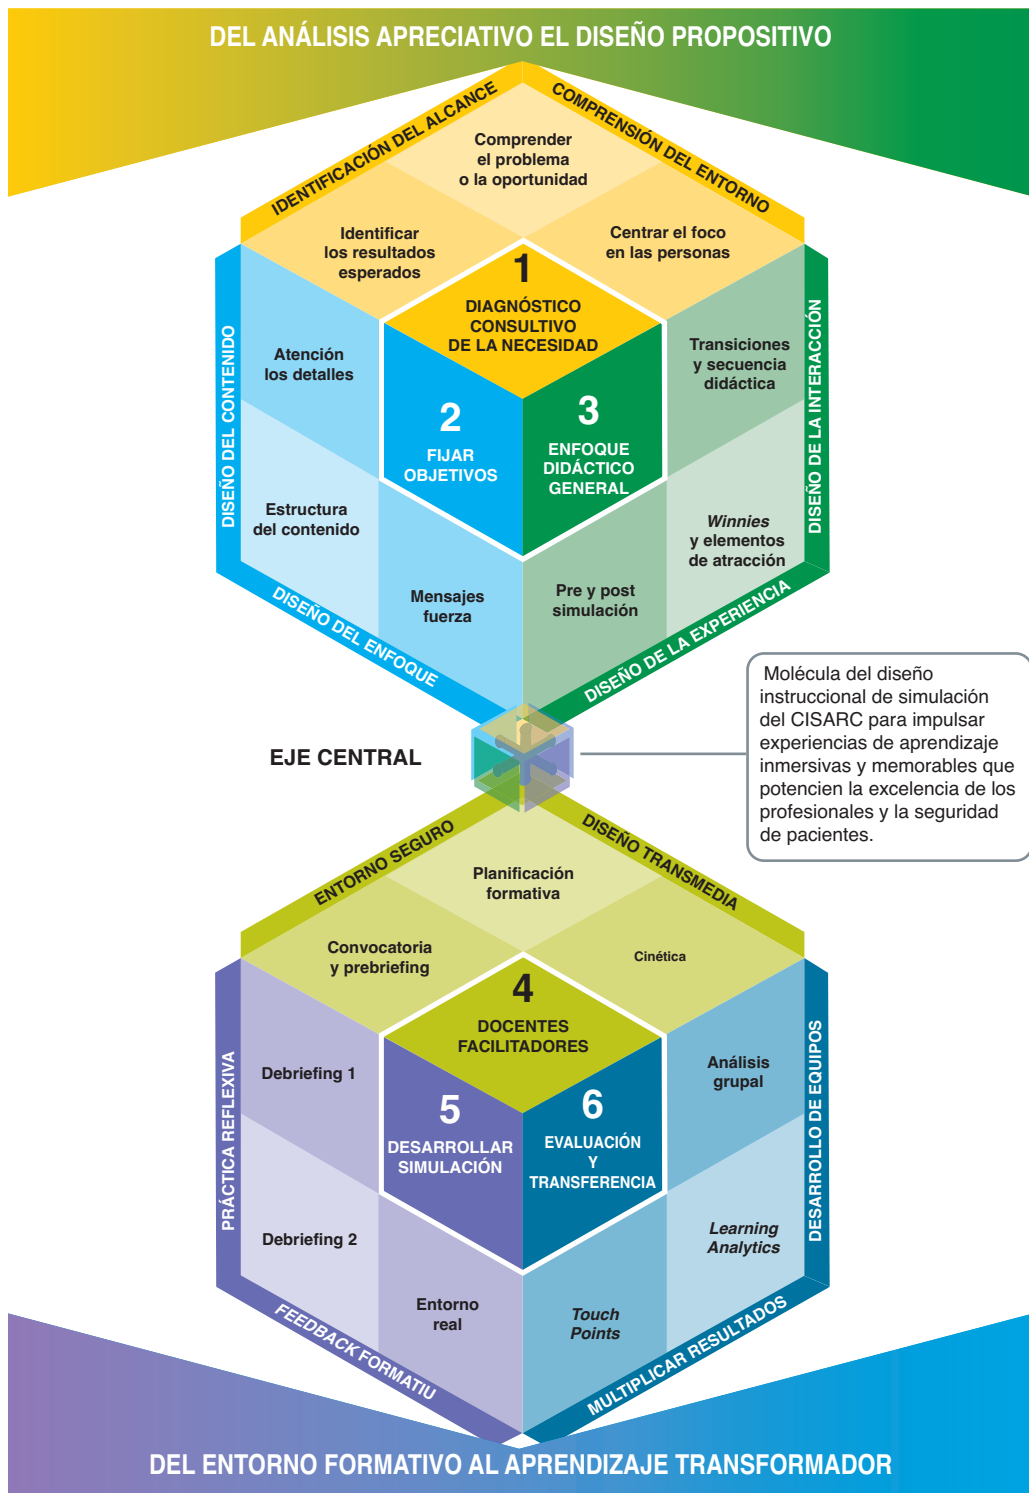 DEL ANÁLISIS APRECIATIVO EL DISEÑO PROPOSITIVO
IDENTIFICACIÓN DEL ALCANCE
COMPRENSIÓN DEL ENTORNO
Comprender
el problema
o la oportunidad
Identificar
los resultados
esperados
Centrar el foco
en las personas
1
DIAGNÓSTICO
CONSULTIVO
DE LA NECESIDAD
DISEÑO DEL CONTENIDO
Atención
los detalles
2
FIJAR
OBJETIVOS
3
ENFOQUE
DIDÁCTICO
GENERAL
Transiciones
y secuencia
didáctica
DISEÑO DE LA INTERACCIÓN
Estructura
del contenido
Mensajes
fuerza
Pre y post
simulación
Winnies
y elementos
de atracción
DISEÑO DEL ENFOQUE
DISEÑO DE LA EXPERIENCIA
EJE CENTRAL
Molécula del diseño
instruccional de simulación
del CISARC para impulsar
experiencias de aprendizaje
inmersivas y memorables que
potencien la excelencia de los
profesionales y la seguridad
de pacientes.
ENTORNO SEGURO
DISEÑO TRANSMEDIA
Planificación
formativa
Convocatoria
y prebriefing
Cinética
4
DOCENTES
FACILITADORES
PRÁCTICA REFLEXIVA
Debriefing 1
5
DESARROLLAR
SIMULACIÓN
6
EVALUACIÓN
Y
TRANSFERENCIA
Análisis
grupal
DESARROLLO DE EQUIPOS
Debriefing 2
Entorno
real
Touch
Points
Learning
Analytics
FEEDBACK FORMATIU
MULTIPLICAR RESULTADOS
DEL ENTORNO FORMATIVO AL APRENDIZAJE TRANSFORMADOR